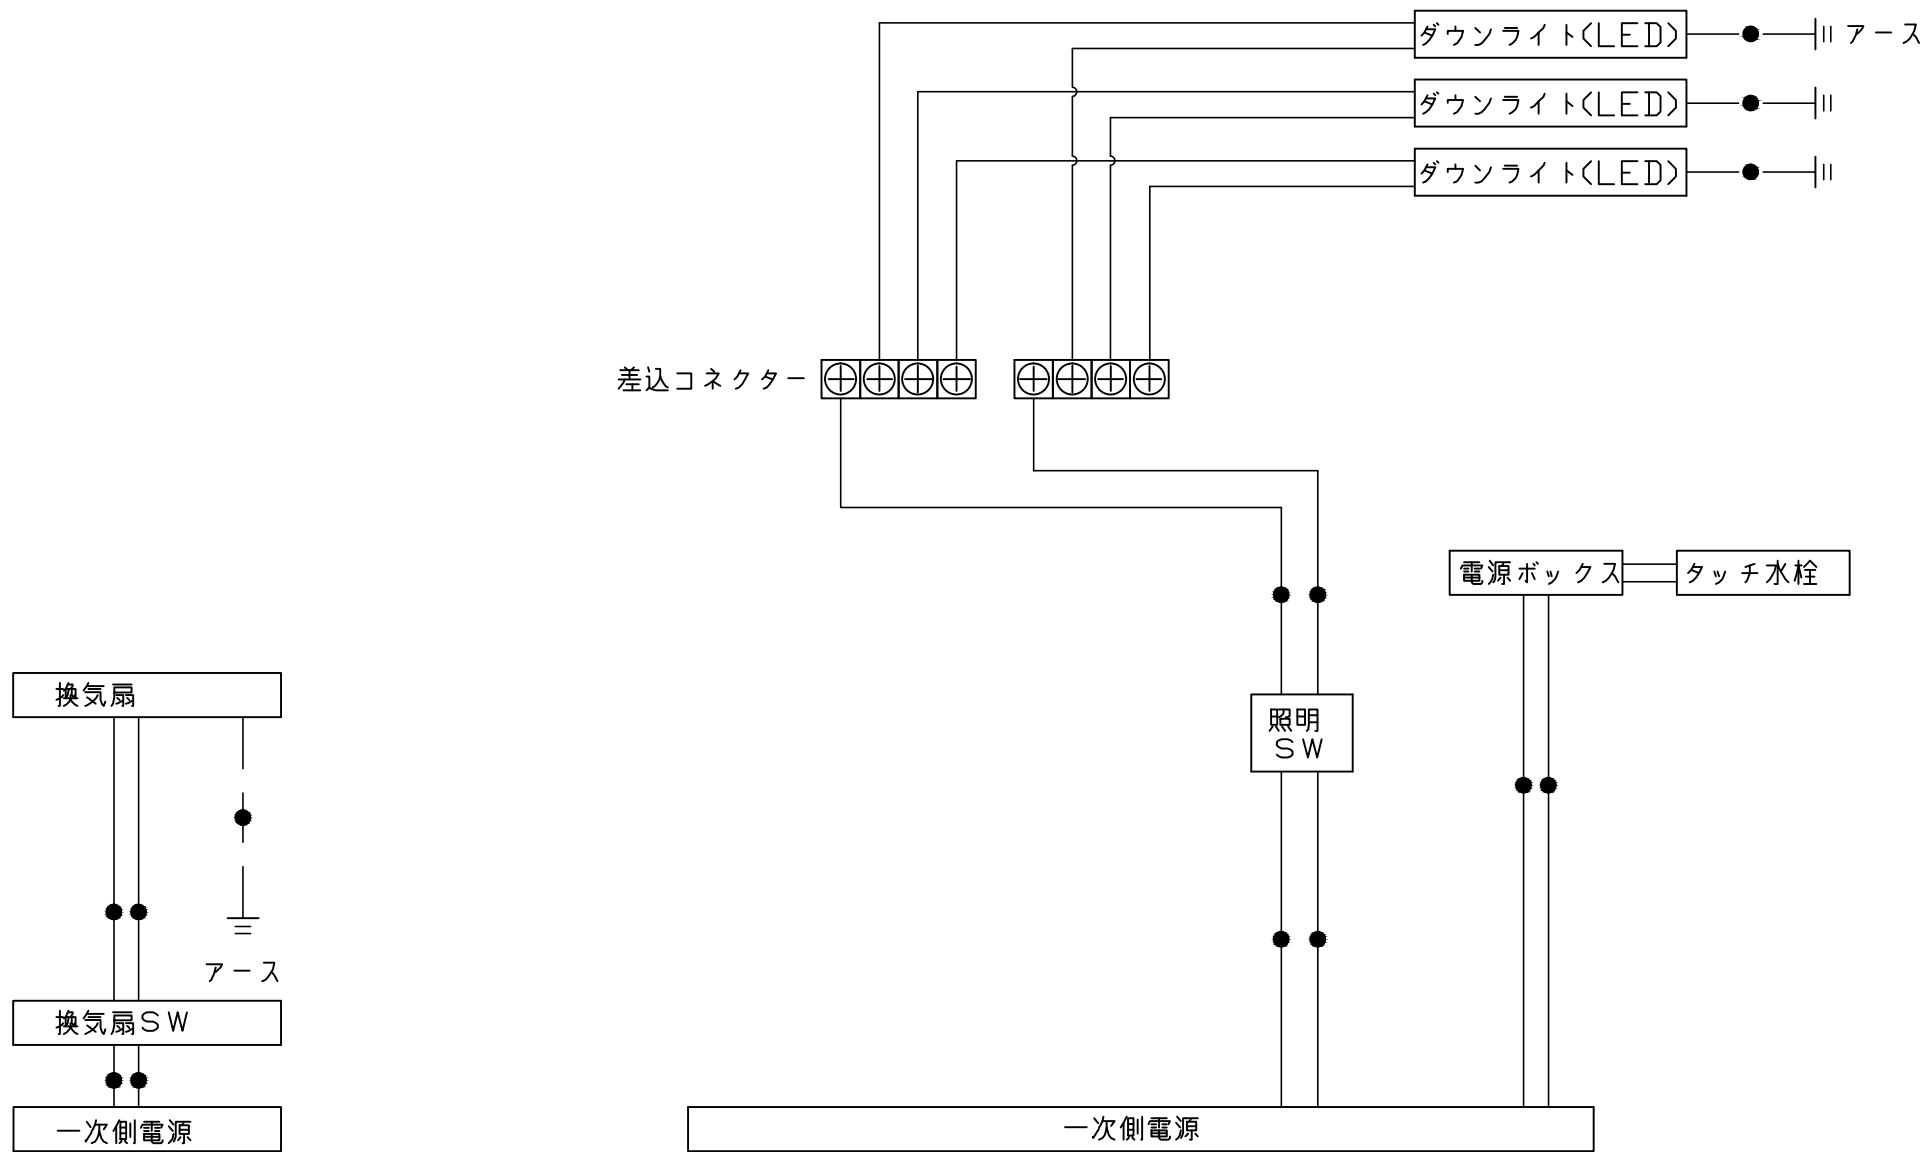 ダウンライト(LED)
アース
ダウンライト(LED)
ダウンライト(LED)
差込コネクター
電源ボックス
タッチ水栓
換気扇
照明
SW
アース
換気扇SW
一次側電源
一次側電源